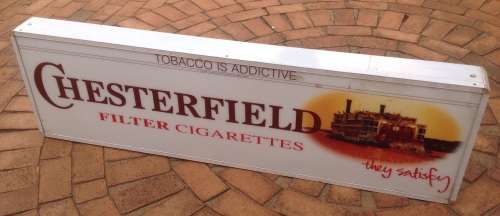 TOBACCO IS ADDICTIVE
CHESTERFIELD
FILTER CIGARETTES
they satisfy